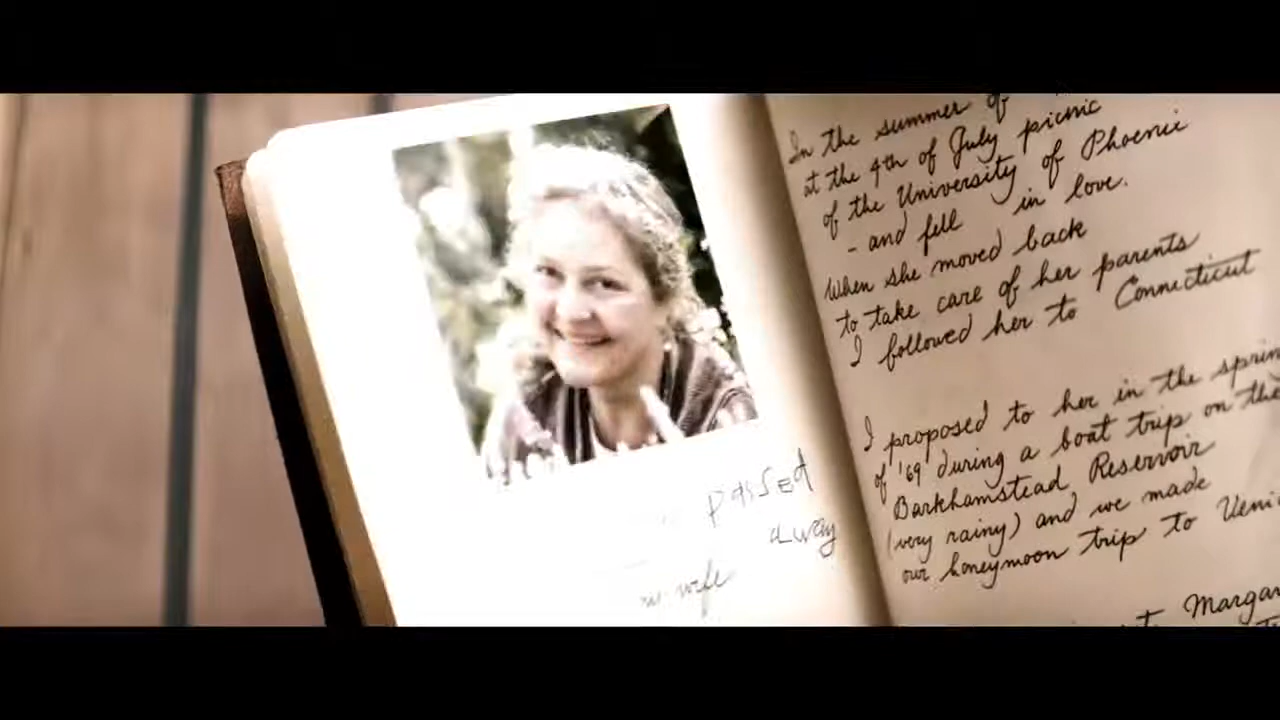 passed
away
my wife
In the summer of
at the 4th of July picnic
of the University of Phoenix
- and fell in love.
When she moved back
to take care of her parents
I followed her to Connecticut
I proposed to her in the
of '69 during a boat trip on the
Barkhamstead Reservoir
(very rainy) and we made
our honeymoon trip to